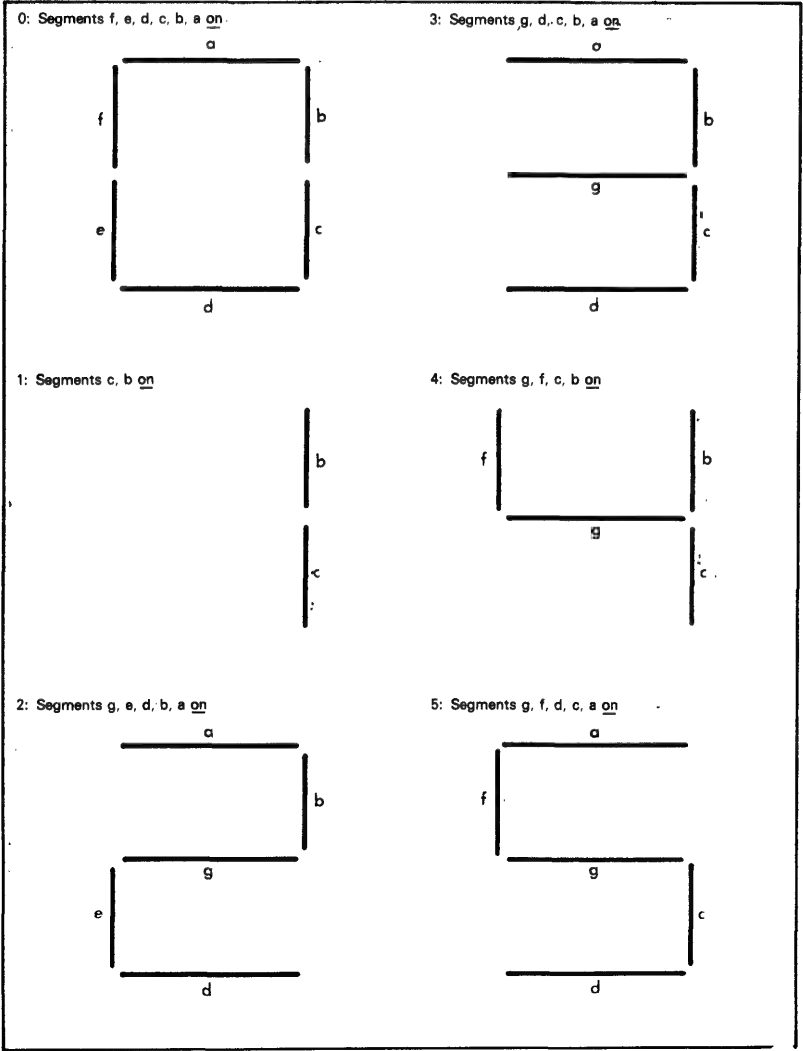 0: Segments f, e, d, c, b, a on
a
f
b
e
c
d
1: Segments c, b on
b
c
2: Segments g, e, d, b, a on
a
b
g
e
d
3: Segments g, d, c, b, a on
a
b
g
c
d
4: Segments g, f, c, b on
f
b
g
c
5: Segments g, f, d, c, a on
a
f
g
c
d